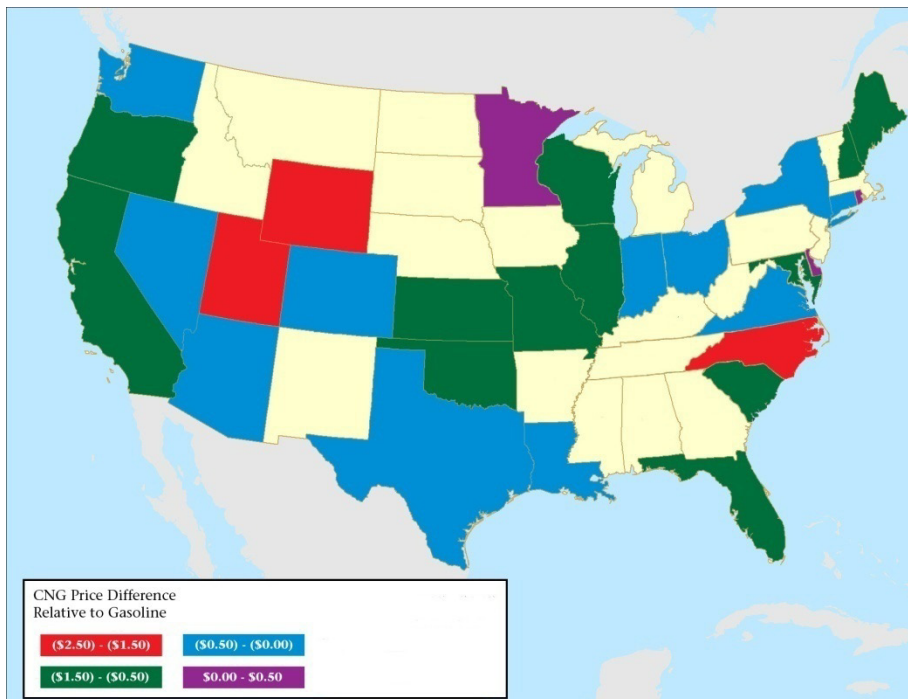 CNG Price Difference
Relative to Gasoline
($2.50) - ($1.50)
($0.50) - ($0.00)
($1.50) - ($0.50)
$0.00 - $0.50